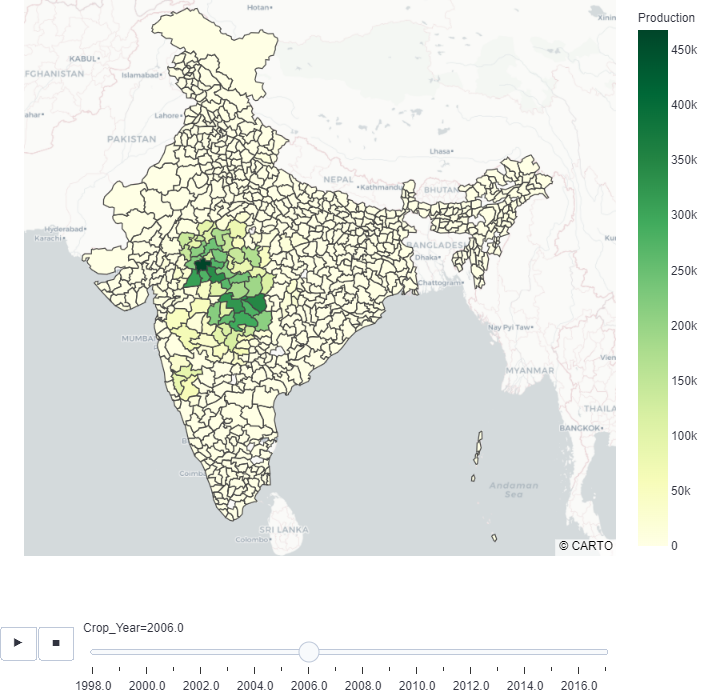 Hotan•
Xinin
Production
450k
KABUL•
FGHANISTAN
Islamabad•
400k
Lahore•
PAKISTAN
350k
Lhasa•
NEPAL
•Kathmandu
BHUTAN
300k
Hyderabad•
Karachi•
Kun
BANGLADESH
Dhaka•
250k
Chattogram•
200k
Nay Pyi Taw•
MUMBAI
Vien
MYANMAR
150k
THAILA
BANGKOK•
100k
Coimb
Andaman
Sea
50k
SRI LANKA
Colombo•
© CARTO
0
Crop_Year=2006.0
1998.0 2000.0 2002.0 2004.0 2006.0 2008.0 2010.0 2012.0 2014.0 2016.0